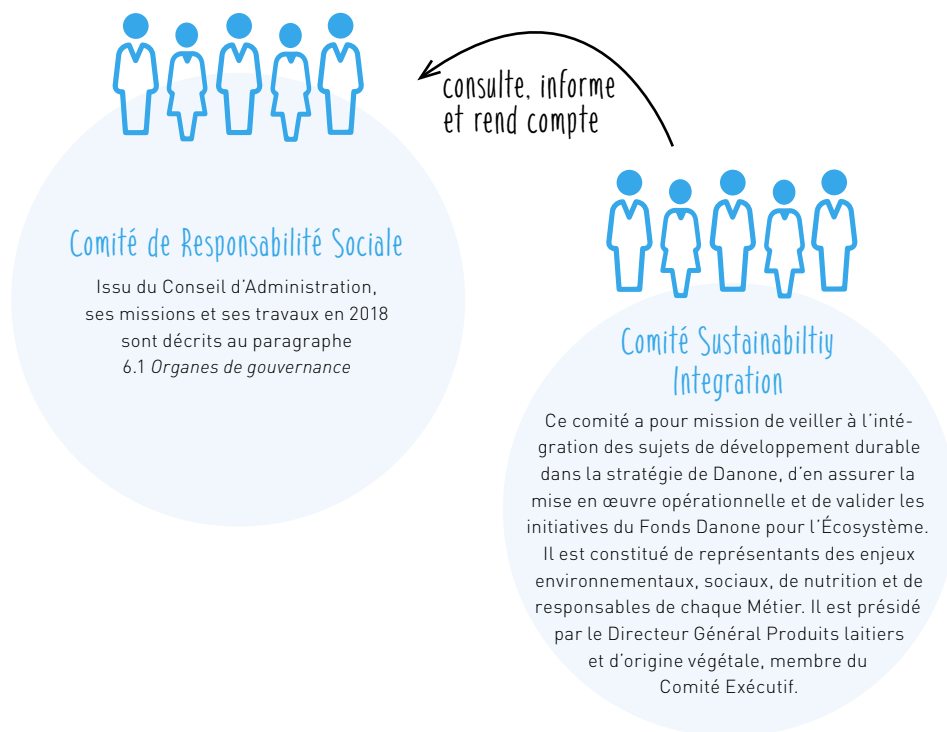 consulte, informe
et rend compte
Comité de Responsabilité Sociale
Issu du Conseil d'Administration,
ses missions et ses travaux en 2018
sont décrits au paragraphe
6.1 Organes de gouvernance
Comité Sustainabiltiy
Integration
Ce comité a pour mission de veiller à l'inté-
gration des sujets de développement durable
dans la stratégie de Danone, d'en assurer la
mise en œuvre opérationnelle et de valider les
initiatives du Fonds Danone pour l'Écosystème.
Il est constitué de représentants des enjeux
environnementaux, sociaux, de nutrition et de
responsables de chaque Métier. Il est présidé
par le Directeur Général Produits laitiers
et d'origine végétale, membre du
Comité Exécutif.